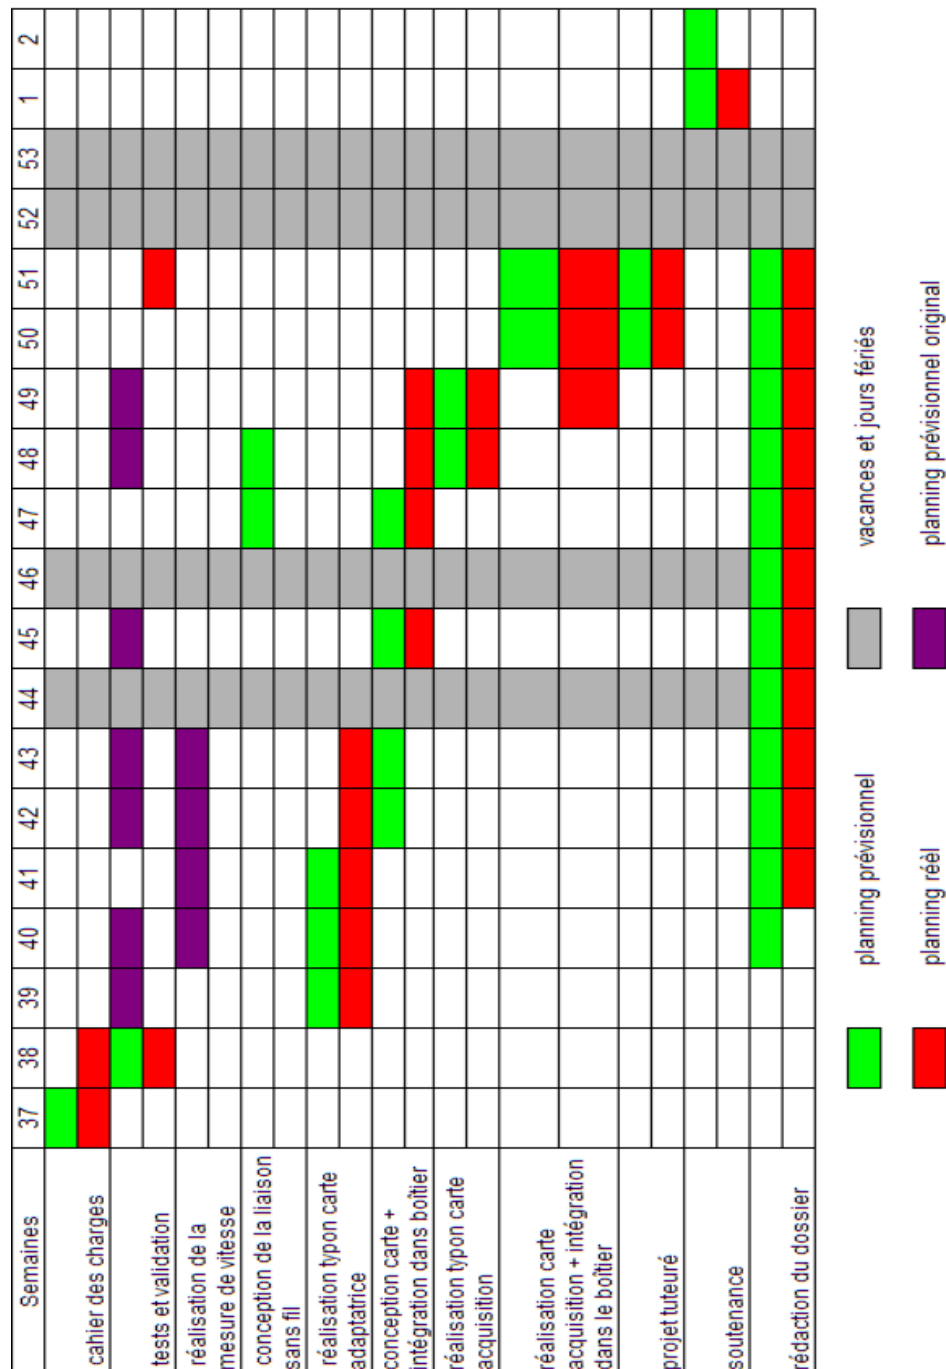 Semaines 37 38 39 40 41 42 43 44 45 46 47 48 49 50 51 52 53 1 2
cahier des charges
tests et validation
réalisation de la
mesure de vitesse
conception de la liaison
sans fil
réalisation typon carte
adaptatrice
conception carte +
intégration dans boîtier
réalisation typon carte
acquisition
réalisation carte
acquisition + intégration
dans le boîtier
projet tuteuré
soutenance
rédaction du dossier
planning prévisionnel
vacances et jours fériés
planning réèl
planning prévisionnel original